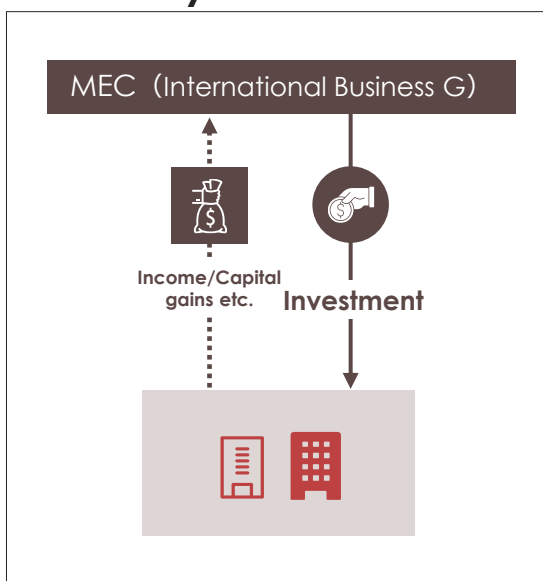 MEC（International Business G）
Income/Capital
gains etc.
Investment